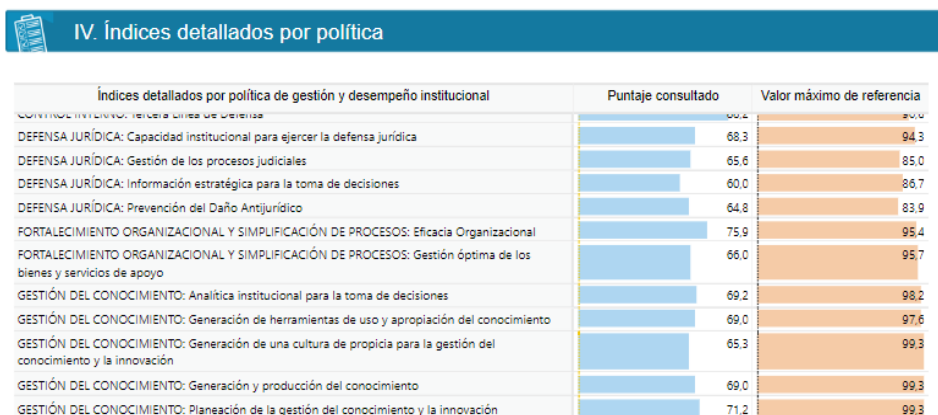 IV. Índices detallados por política
Índices detallados por política de gestión y desempeño institucional Puntaje consultado Valor máximo de referencia
CONTROL INTERNO: Tercera Línea de Defensa
DEFENSA JURÍDICA: Capacidad institucional para ejercer la defensa jurídica 68,3 94,3
DEFENSA JURÍDICA: Gestión de los procesos judiciales 65,6 85,0
DEFENSA JURÍDICA: Información estratégica para la toma de decisiones 60,0 86,7
DEFENSA JURÍDICA: Prevención del Daño Antijurídico 64,8 83,9
FORTALECIMIENTO ORGANIZACIONAL Y SIMPLIFICACIÓN DE PROCESOS: Eficacia Organizacional 75,9 95,4
FORTALECIMIENTO ORGANIZACIONAL Y SIMPLIFICACIÓN DE PROCESOS: Gestión óptima de los 66,0 95,7
bienes y servicios de apoyo
GESTIÓN DEL CONOCIMIENTO: Analítica institucional para la toma de decisiones 69,2 98,2
GESTIÓN DEL CONOCIMIENTO: Generación de herramientas de uso y apropiación del conocimiento 69,0 97,6
GESTIÓN DEL CONOCIMIENTO: Generación de una cultura de propicia para la gestión del 65,3 99,3
conocimiento y la innovación
GESTIÓN DEL CONOCIMIENTO: Generación y producción del conocimiento 69,0 99,3
GESTIÓN DEL CONOCIMIENTO: Planeación de la gestión del conocimiento y la innovación 71,2 99,3